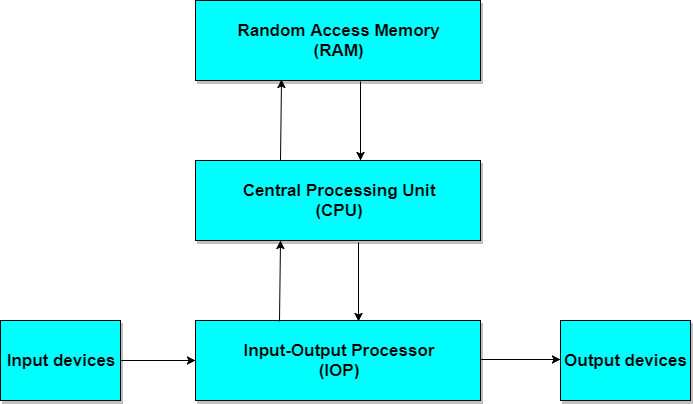 Random Access Memory
(RAM)
Central Processing Unit
(CPU)
Input devices
Input-Output Processor
(IOP)
Output devices